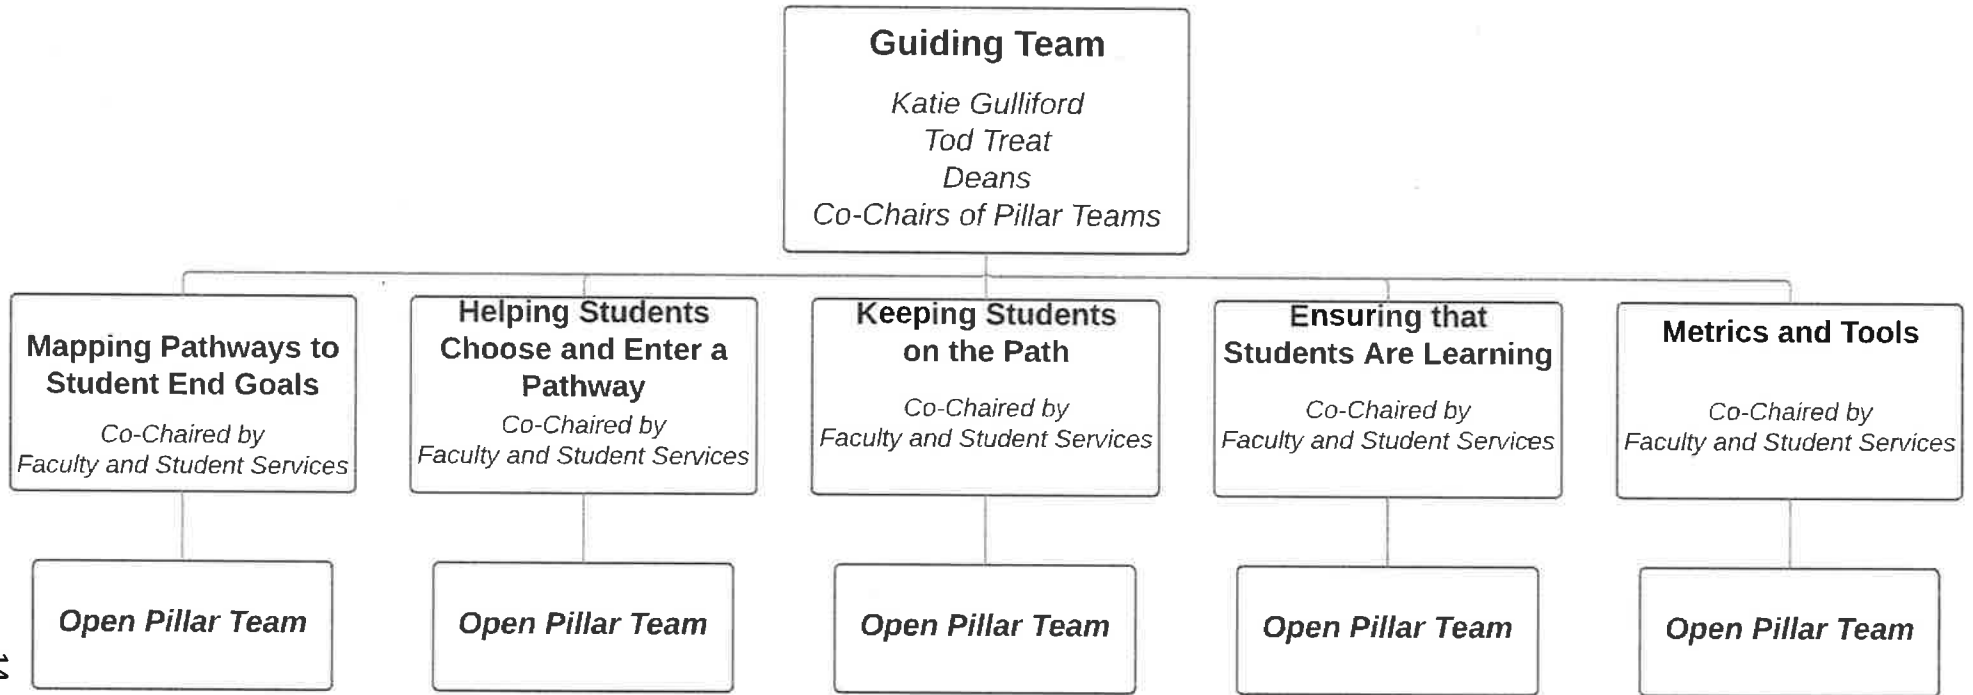 Guiding Team
Katie Gulliford
Tod Treat
Deans
Co-Chairs of Pillar Teams
Mapping Pathways to
Student End Goals
Co-Chaired by
Faculty and Student Services
Helping Students
Choose and Enter a
Pathway
Co-Chaired by
Faculty and Student Services
Keeping Students
on the Path
Co-Chaired by
Faculty and Student Services
Ensuring that
Students Are Learning
Co-Chaired by
Faculty and Student Services
Metrics and Tools
Co-Chaired by
Faculty and Student Services
Open Pillar Team
Open Pillar Team
Open Pillar Team
Open Pillar Team
Open Pillar Team